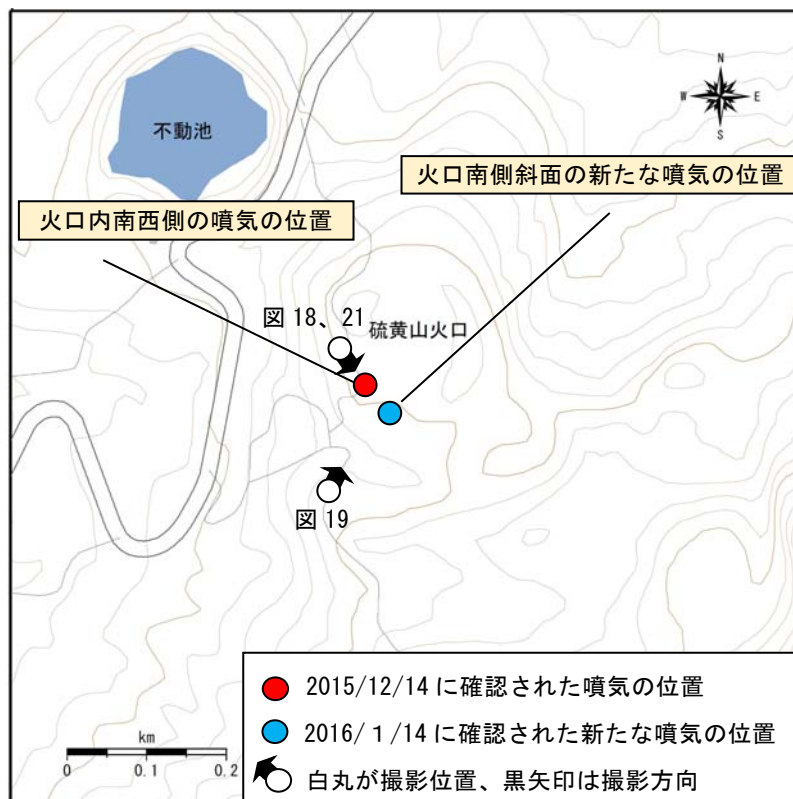 N
W E
S
不動池
火口南側斜面の新たな噴気の位置
火口内南西側の噴気の位置
図 18、21
硫黄山火口
図 19
2015/12/14 に確認された噴気の位置
2016/ 1 /14 に確認された新たな噴気の位置
白丸が撮影位置、黒矢印は撮影方向
km
0 0.1 0.2